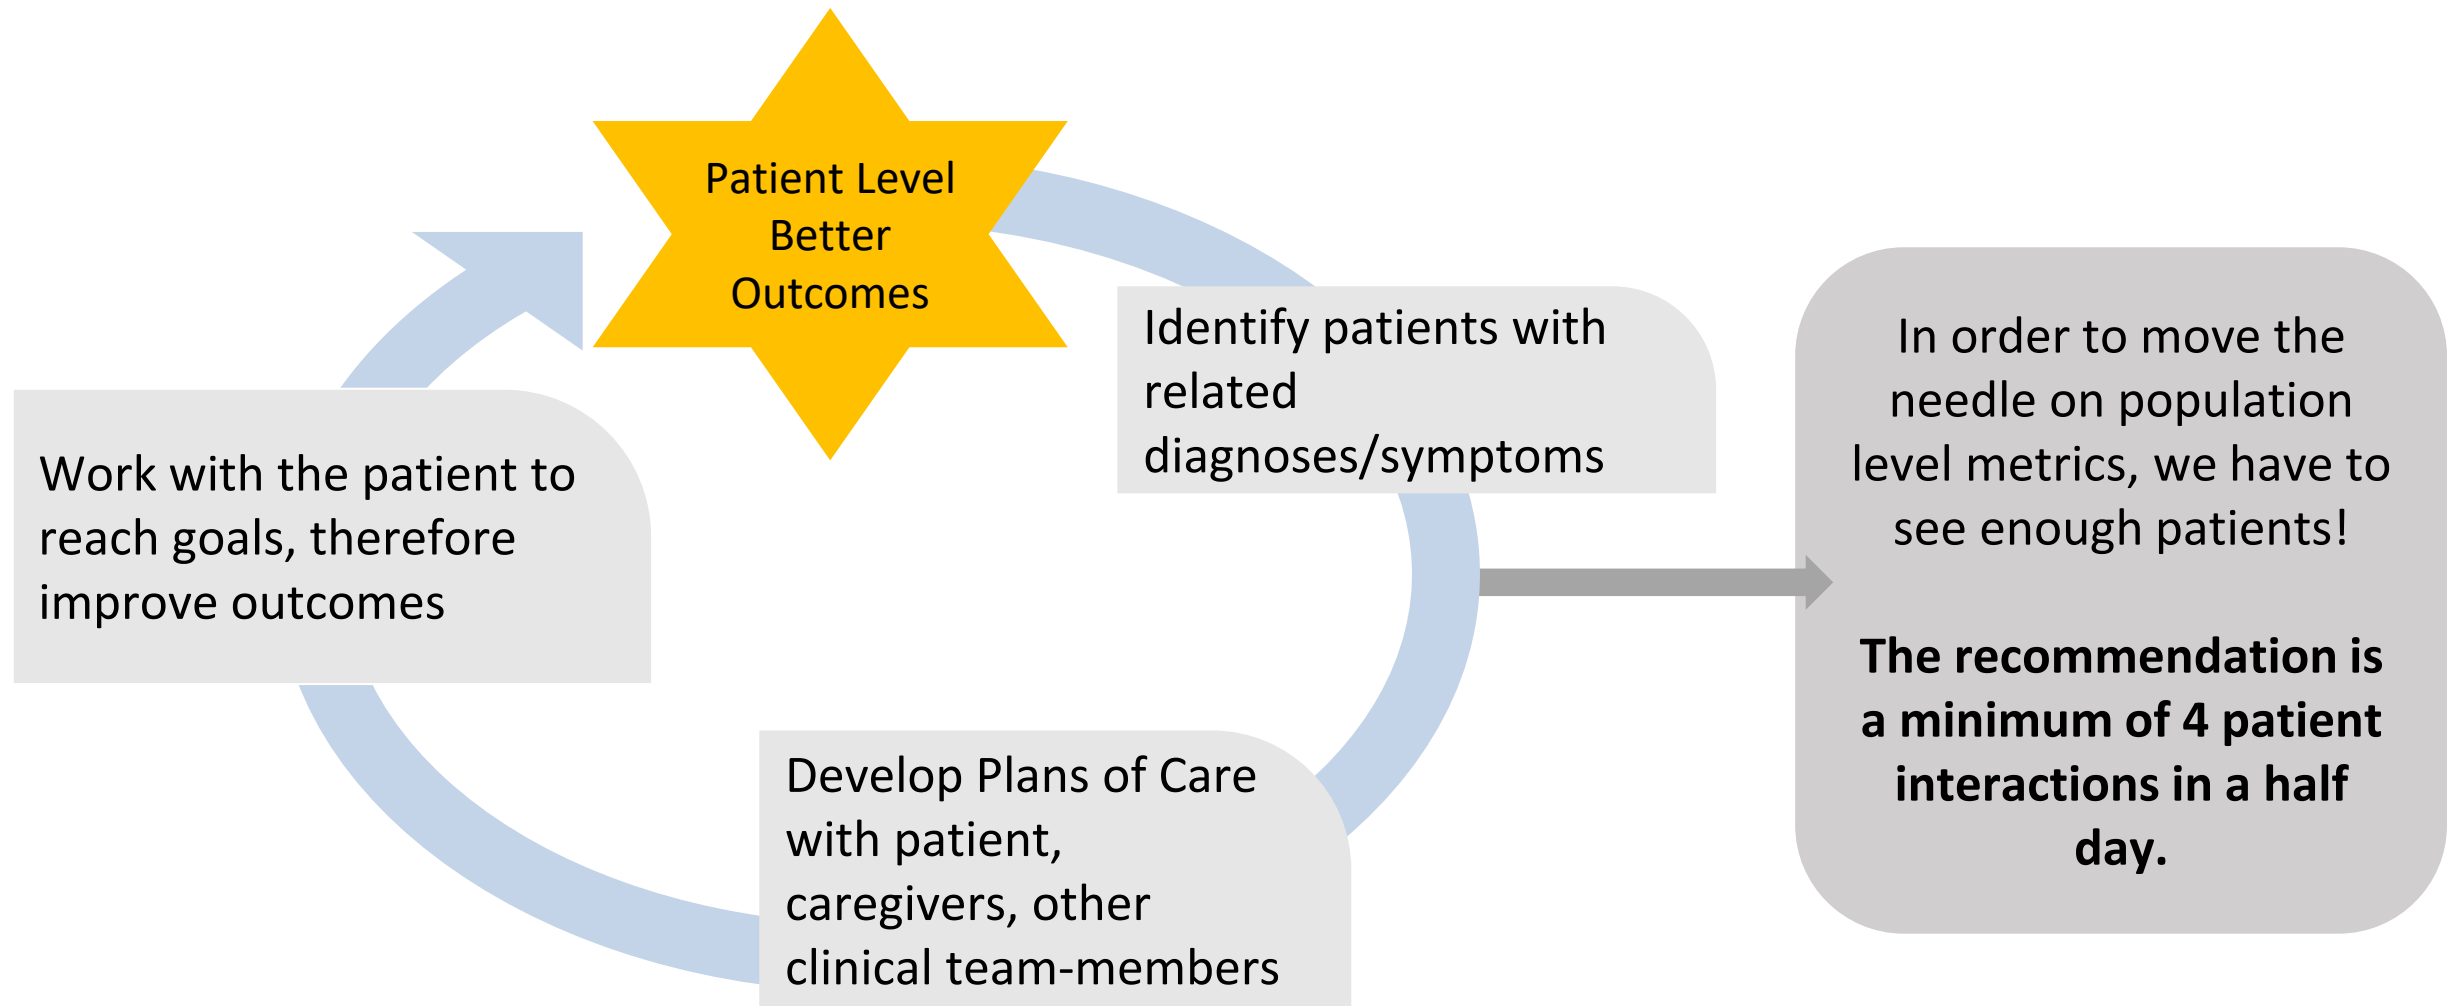 Patient Level
Better
Outcomes
Identify patients with
related
diagnoses/symptoms
In order to move the
needle on population
level metrics, we have to
see enough patients!
The recommendation is
a minimum of 4 patient
interactions in a half
day.
Work with the patient to
reach goals, therefore
improve outcomes
Develop Plans of Care
with patient,
caregivers, other
clinical team-members